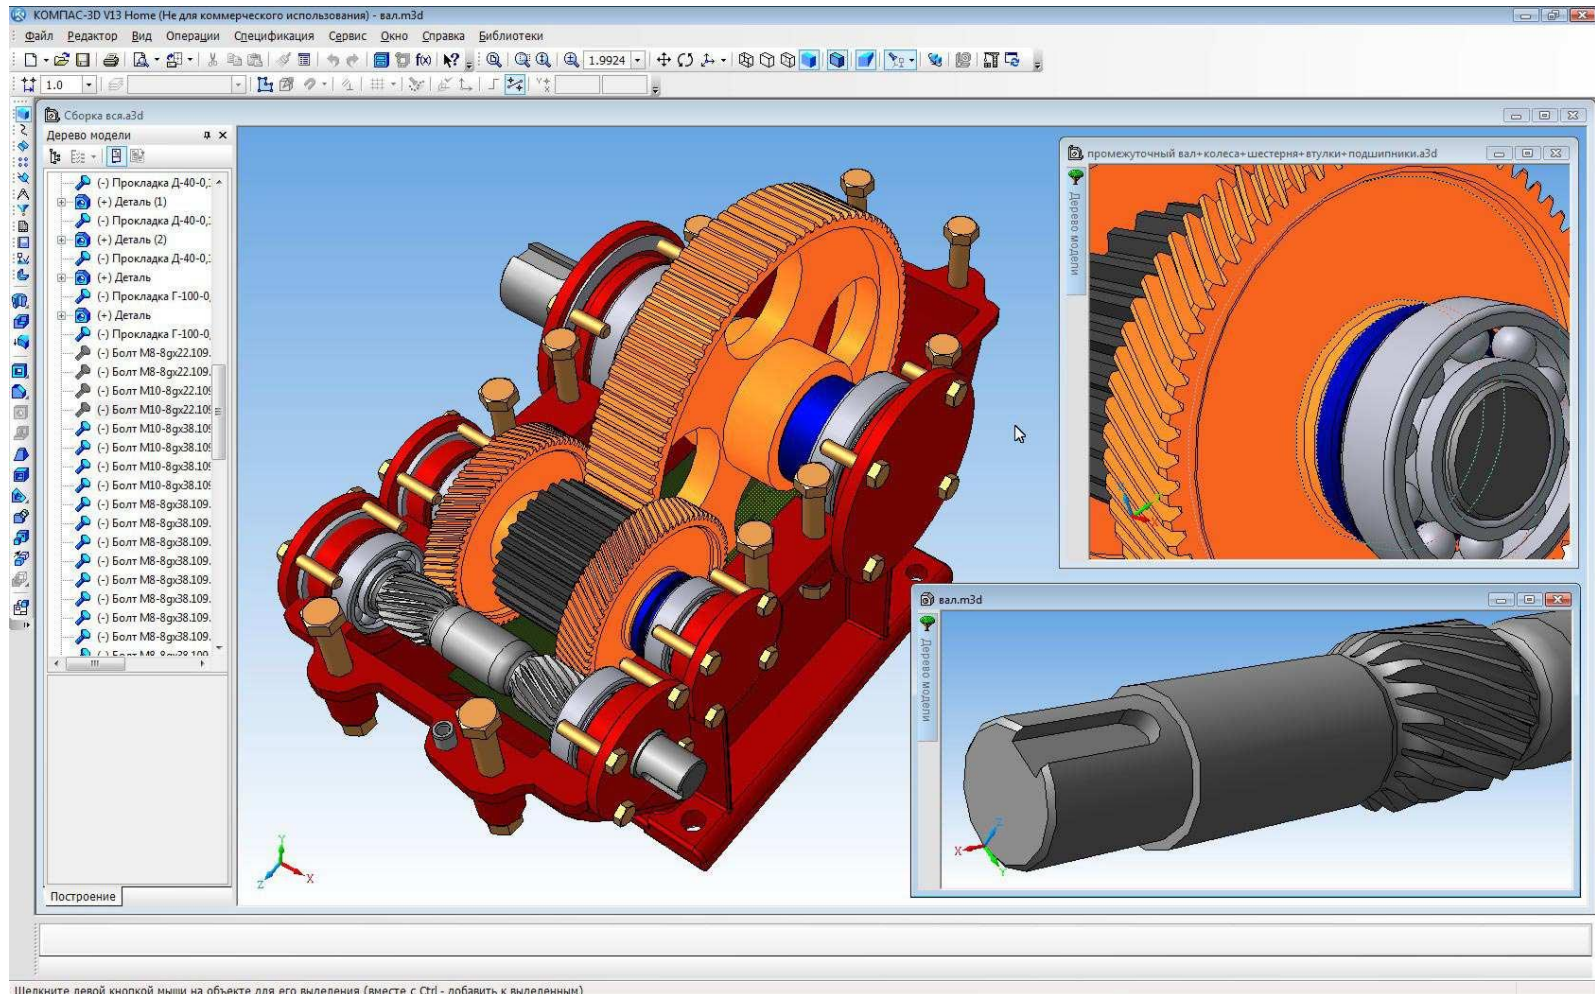 КОМПАС-3D V13 Home (Не для коммерческого использования) - вал.m3d
Файл Редактор Вид Операции Спецификация Сервис Окно Справка Библиотеки
1.9924
1.0
Сборка вся.a3d
Дерево модели
(-) Прокладка Д-40-0,
(+) Деталь (1)
(-) Прокладка Д-40-0,
(+) Деталь (2)
(-) Прокладка Д-40-0,
(+) Деталь
(-) Прокладка Г-100-0,
(+) Деталь
(-) Прокладка Г-100-0,
(-) Болт М8-8gx22.109.
(-) Болт М8-8gx22.109.
(-) Болт М10-8gx22.109
(-) Болт М10-8gx22.109
(-) Болт М10-8gx38.109
(-) Болт М10-8gx38.109
(-) Болт М10-8gx38.109
(-) Болт М10-8gx38.109
(-) Болт М8-8gx38.109.
(-) Болт М8-8gx38.109.
(-) Болт М8-8gx38.109.
(-) Болт М8-8gx38.109.
(-) Болт М8-8gx38.109.
(-) Болт М8-8gx38.109.
(-) Болт М8-8gx38.109.
(-) Болт М8-8gx38.109.
Построение
Y
Z X
промежуточный вал+колеса+шестерня+втулки+подшипники.a3d
Дерево модели
вал.m3d
Дерево модели
Z
X
Y
Щелкните левой кнопкой мыши на объекте для его выделения (вместе с Ctrl - добавить к выделенным)